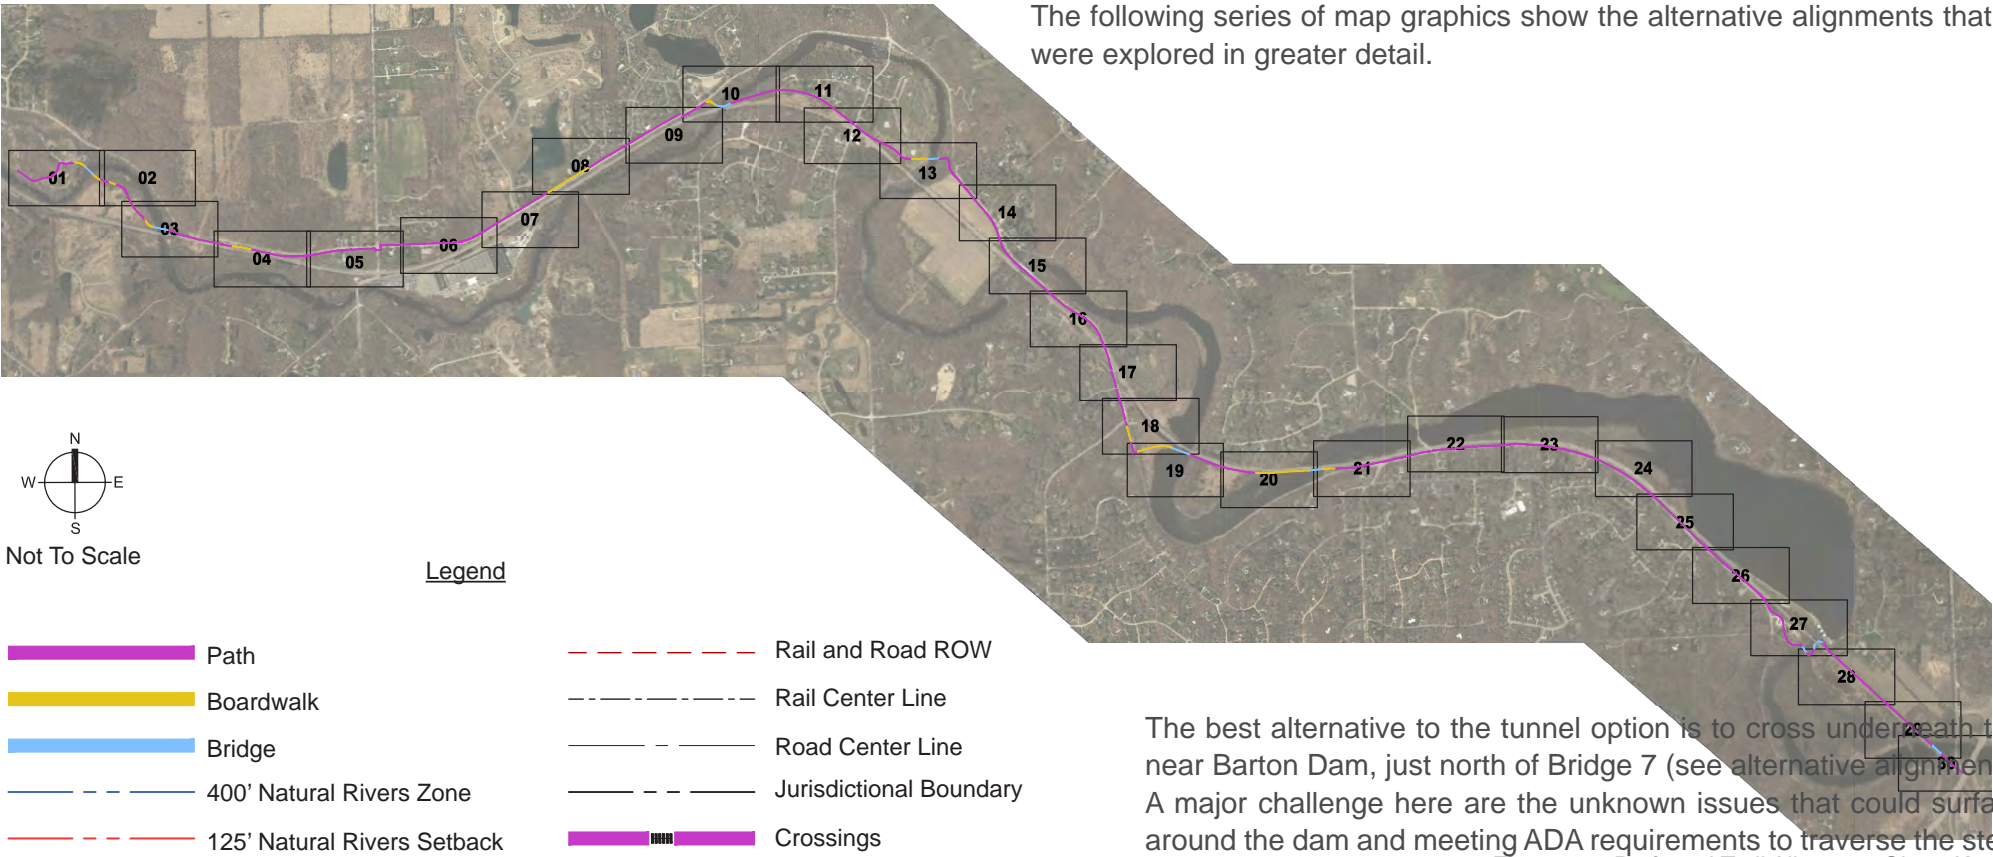 The following series of map graphics show the alternative alignments that
were explored in greater detail.
01
02
03
04
05
06
07
08
09
10
11
12
13
14
15
16
17
18
19
20
21
22
23
24
25
26
27
28
29
30
N
W
E
S
Not To Scale
Legend
Path
Boardwalk
Bridge
400’ Natural Rivers Zone
125’ Natural Rivers Setback
Rail and Road ROW
Rail Center Line
Road Center Line
Jurisdictional Boundary
Crossings
The best alternative to the tunnel option is to cross underneath
near Barton Dam, just north of Bridge 7 (see alternative
A major challenge here are the unknown issues that could
around the dam and meeting ADA requirements to traverse the